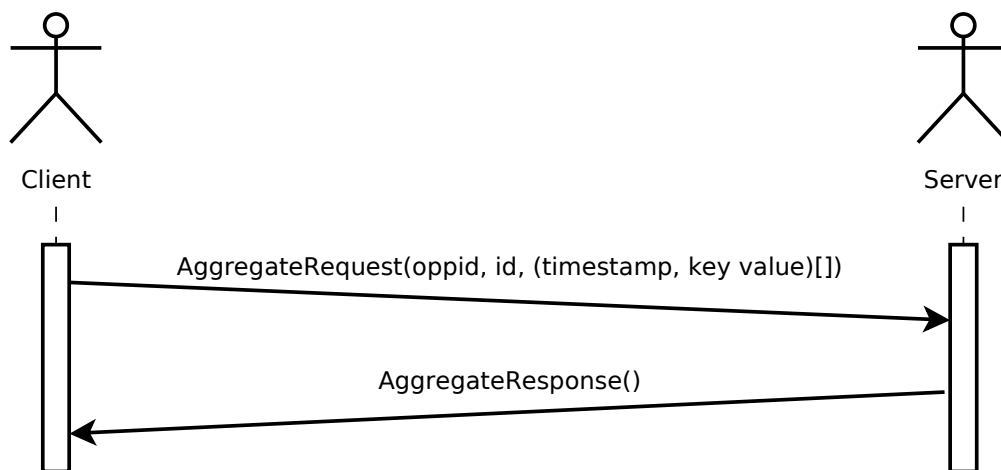 Client
Server
AggregateRequest(oppid, id, (timestamp, key value)[])
AggregateResponse()